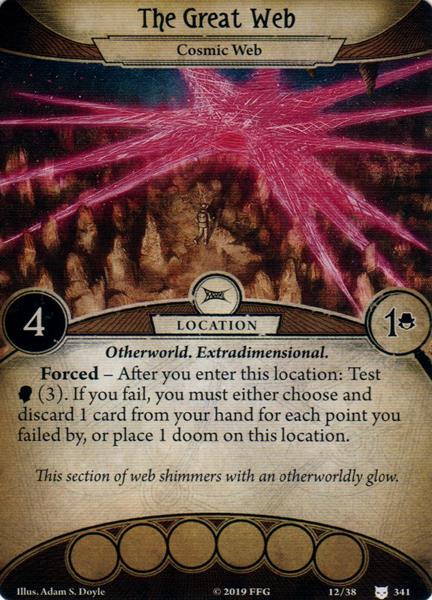 The Great Web
Cosmic Web
4
LOCATION
1
Otherworld. Extradimensional.
Forced – After you enter this location: Test
(3). If you fail, you must either choose and
discard 1 card from your hand for each point you
failed by, or place 1 doom on this location.
This section of web shimmers with an otherworldly glow.
Illus. Adam S. Doyle
© 2019 FFG
12/38
341